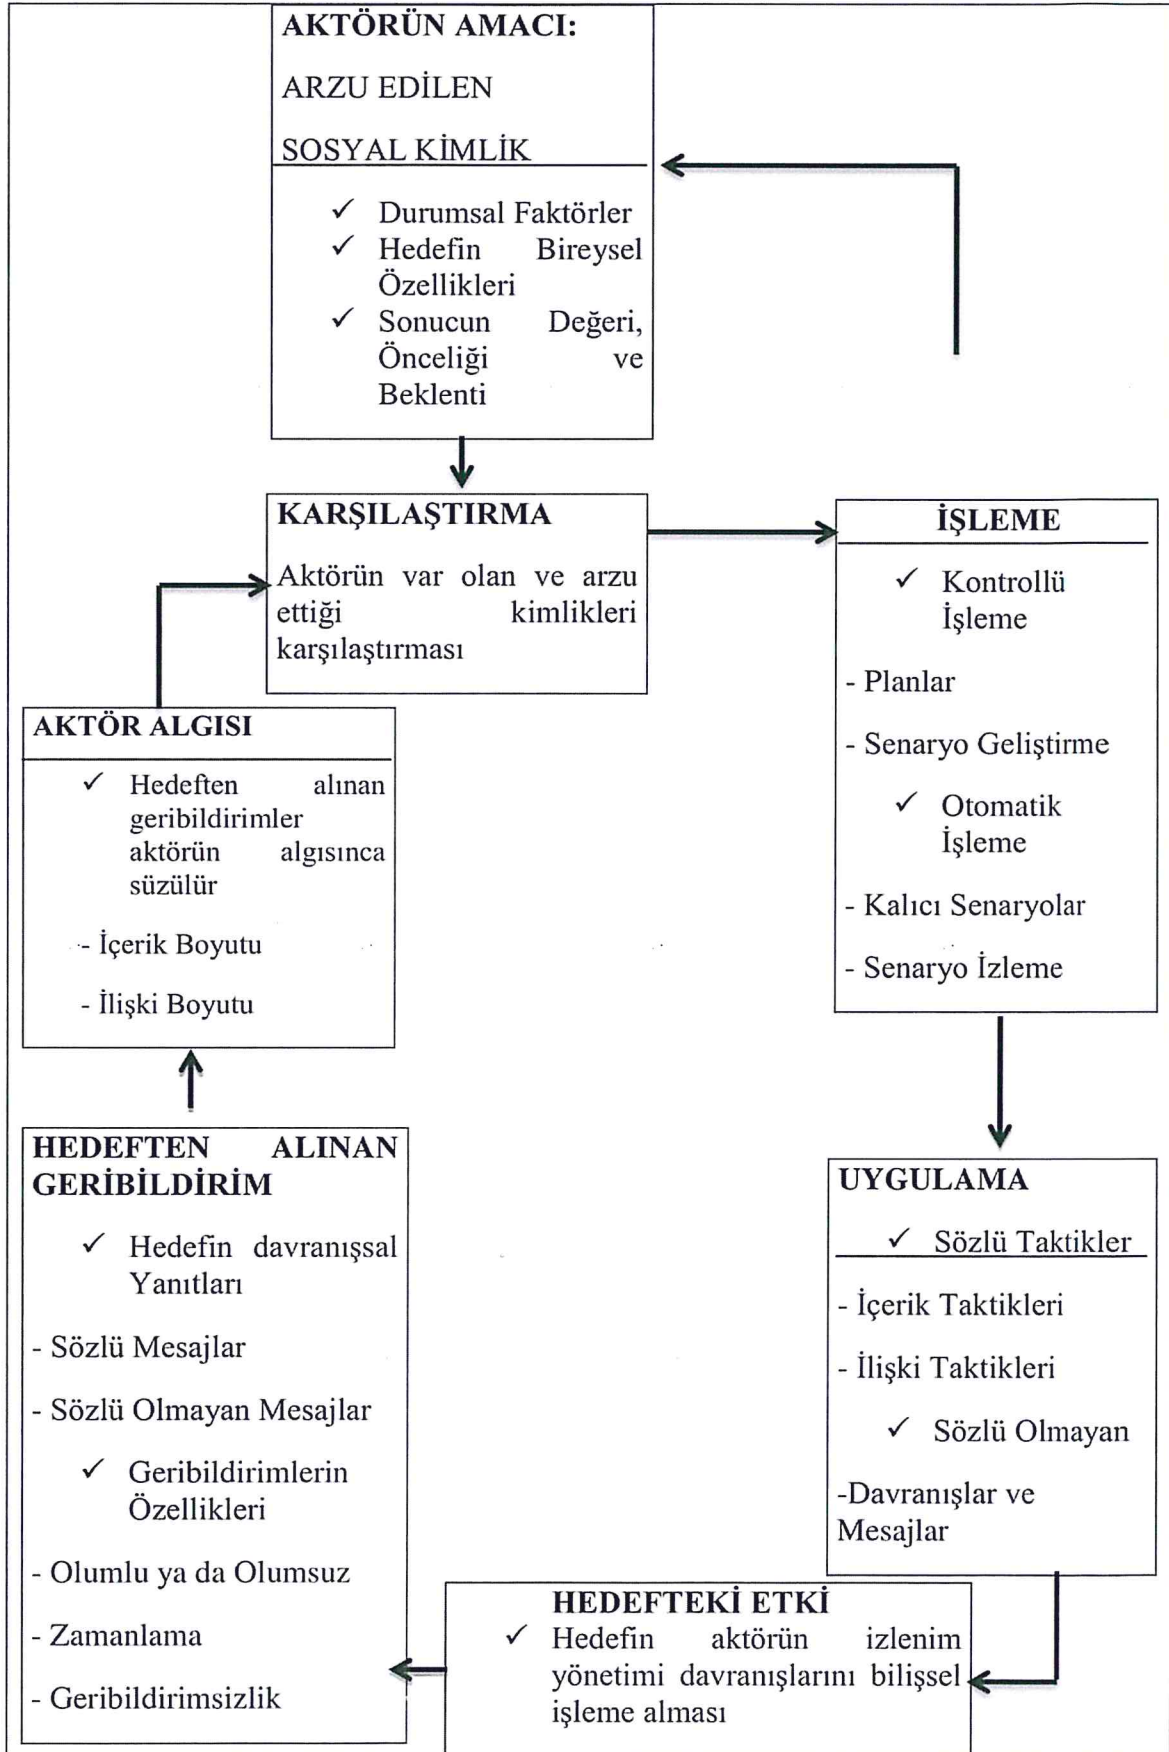 AKTÖRÜN AMACI:
ARZU EDİLEN
SOSYAL KİMLİK
✓ Durumsal Faktörler
✓ Hedefin Bireysel
Özellikleri
✓ Sonucun Değeri,
Önceliği ve
Beklenti
KARŞILAŞTIRMA
Aktörün var olan ve arzu
ettiği kimlikleri
karşılaştırması
İŞLEME
✓ Kontrollü
İşleme
- Planlar
- Senaryo Geliştirme
✓ Otomatik
İşleme
- Kalıcı Senaryolar
- Senaryo İzleme
AKTÖR ALGISI
✓ Hedeften alınan
geribildirimler
aktörün algısınca
süzülür
- İçerik Boyutu
- İlişki Boyutu
HEDEFTEN ALINAN
GERİBİLDİRİM
✓ Hedefin davranışsal
Yanıtları
- Sözlü Mesajlar
- Sözlü Olmayan Mesajlar
✓ Geribildirimlerin
Özellikleri
- Olumlu ya da Olumsuz
- Zamanlama
- Geribildirimsizlik
UYGULAMA
✓ Sözlü Taktikler
- İçerik Taktikleri
- İlişki Taktikleri
✓ Sözlü Olmayan
-Davranışlar ve
Mesajlar
HEDEFTEKİ ETKİ
✓ Hedefin aktörün izlenim
yönetimi davranışlarını bilişsel
işleme alması